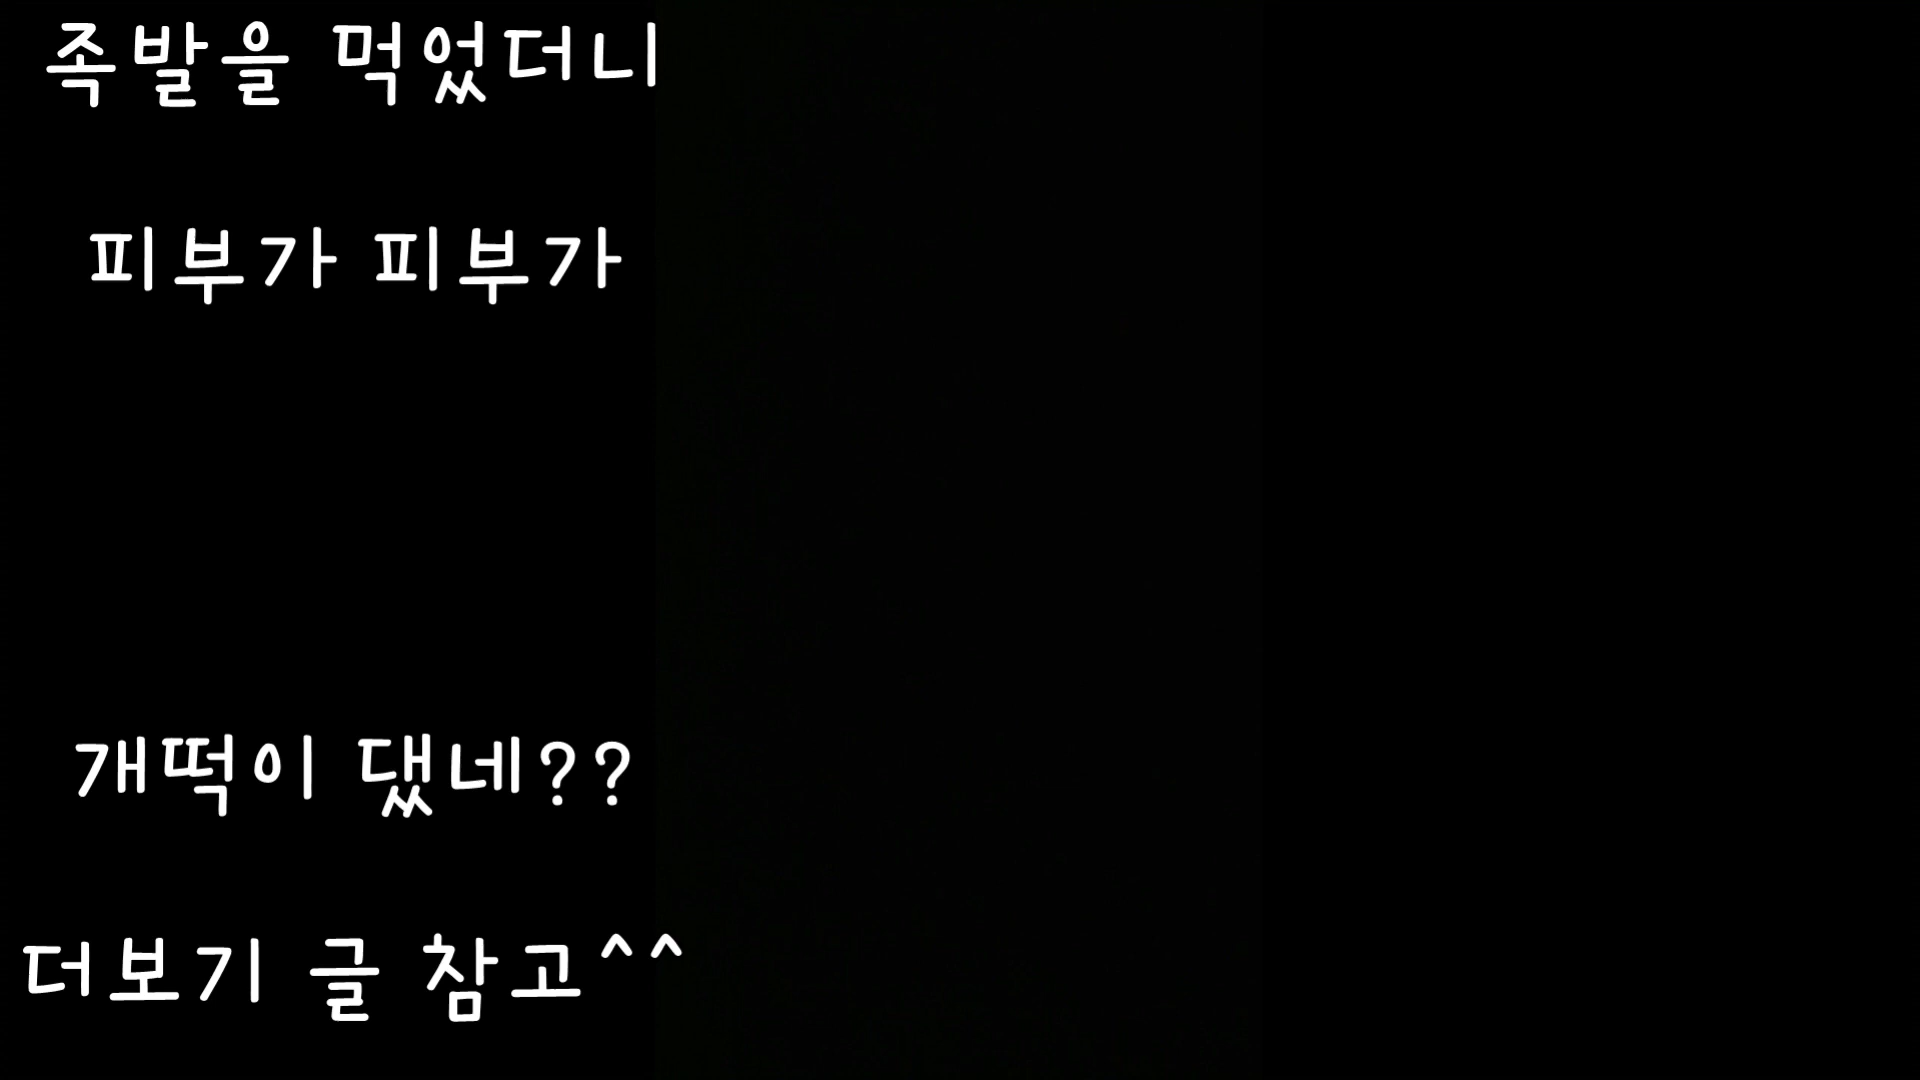 족발을 먹었더니
피부가 피부가
개떡이 댔네??
더보기 글 참고^^